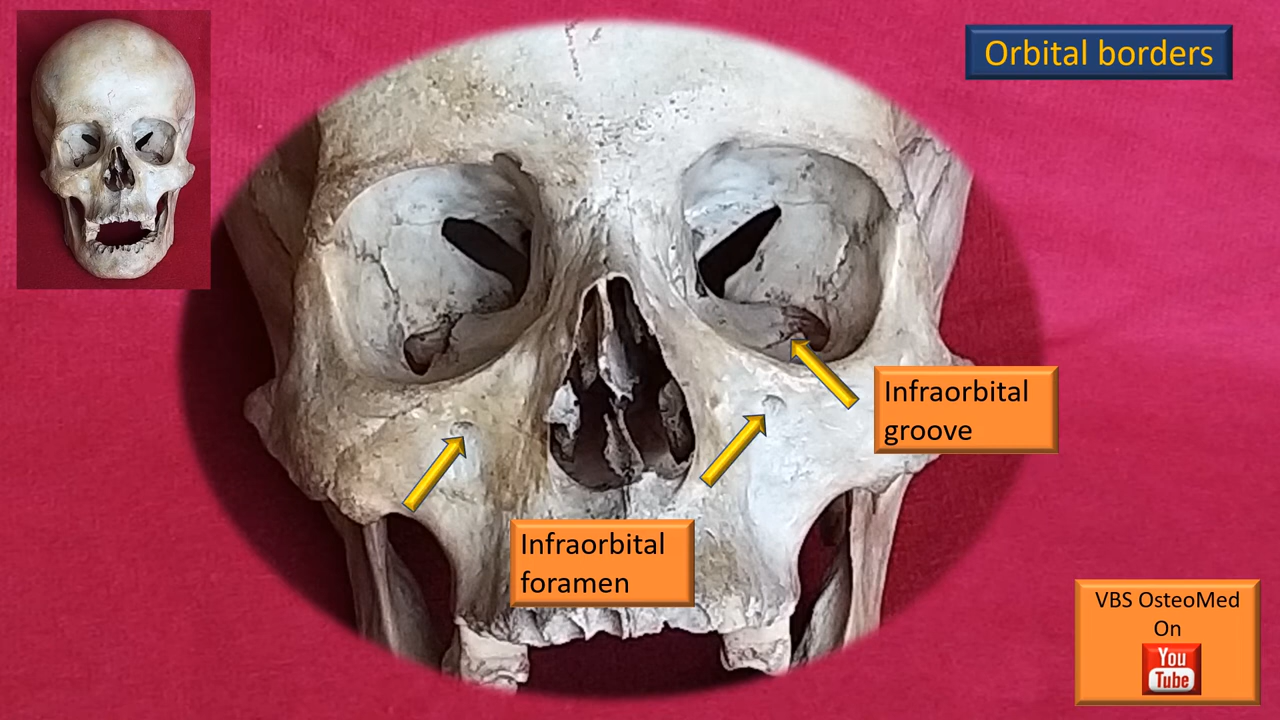 Orbital borders
Infraorbital
groove
Infraorbital
foramen
VBS OsteoMed
On
You
Tube